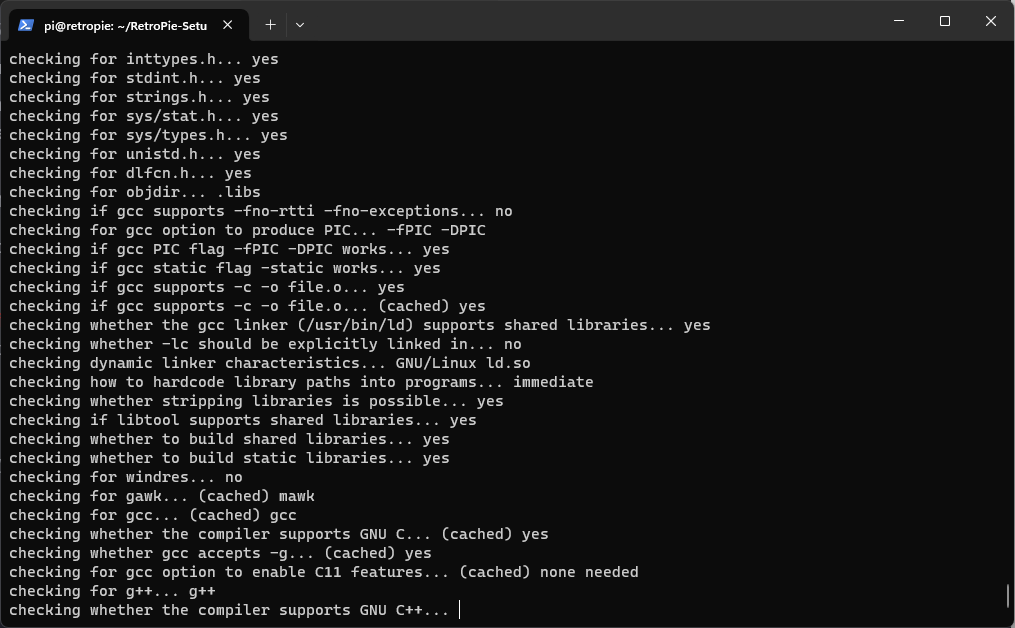 pi@retropie: ~/RetroPie-Setu
checking for inttypes.h... yes
checking for stdint.h... yes
checking for strings.h... yes
checking for sys/stat.h... yes
checking for sys/types.h... yes
checking for unistd.h... yes
checking for dlfcn.h... yes
checking for objdir... .libs
checking if gcc supports -fno-rtti -fno-exceptions... no
checking for gcc option to produce PIC... -fPIC -DPIC
checking if gcc PIC flag -fPIC -DPIC works... yes
checking if gcc static flag -static works... yes
checking if gcc supports -c -o file.o... yes
checking if gcc supports -c -o file.o... (cached) yes
checking whether the gcc linker (/usr/bin/ld) supports shared libraries... yes
checking whether -lc should be explicitly linked in... no
checking dynamic linker characteristics... GNU/Linux ld.so
checking how to hardcode library paths into programs... immediate
checking whether stripping libraries is possible... yes
checking if libtool supports shared libraries... yes
checking whether to build shared libraries... yes
checking whether to build static libraries... yes
checking for windres... no
checking for gawk... (cached) mawk
checking for gcc... (cached) gcc
checking whether the compiler supports GNU C... (cached) yes
checking whether gcc accepts -g... (cached) yes
checking for gcc option to enable C11 features... (cached) none needed
checking for g++... g++
checking whether the compiler supports GNU C++...